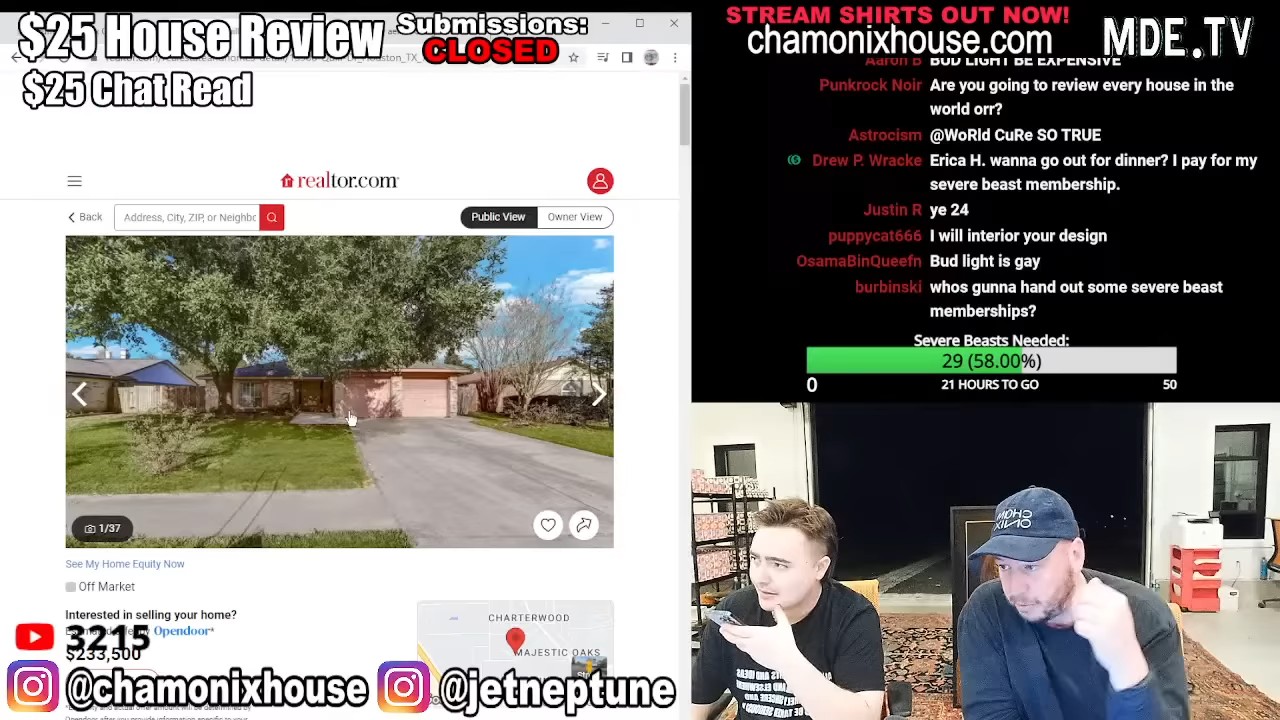 $25 House Review
$25 Chat Read
Submissions:
CLOSED
STREAM SHIRTS OUT NOW!
chamonixhouse.com
MDE.TV
realtor.com
Back
Address, City, ZIP, or Neighbo
Public View
Owner View
1/37
See My Home Equity Now
Off Market
Interested in selling your home?
Opendoor*
3215
$233,500
CHARTERWOOD
MAJESTIC OAKS
@chamonixhouse
@jetneptune
Aaron B BUD LIGHT BE EXPENSIVE
Punkrock Noir Are you going to review every house in the
world orr?
Astrocism @WoRld CuRe SO TRUE
Drew P. Wracke Erica H. wanna go out for dinner? I pay for my
severe beast membership.
Justin R ye 24
puppycat666 I will interior your design
OsamaBinQueefn Bud light is gay
burbinski whos gunna hand out some severe beast
memberships?
Severe Beasts Needed:
29 (58.00%)
0 21 HOURS TO GO 50